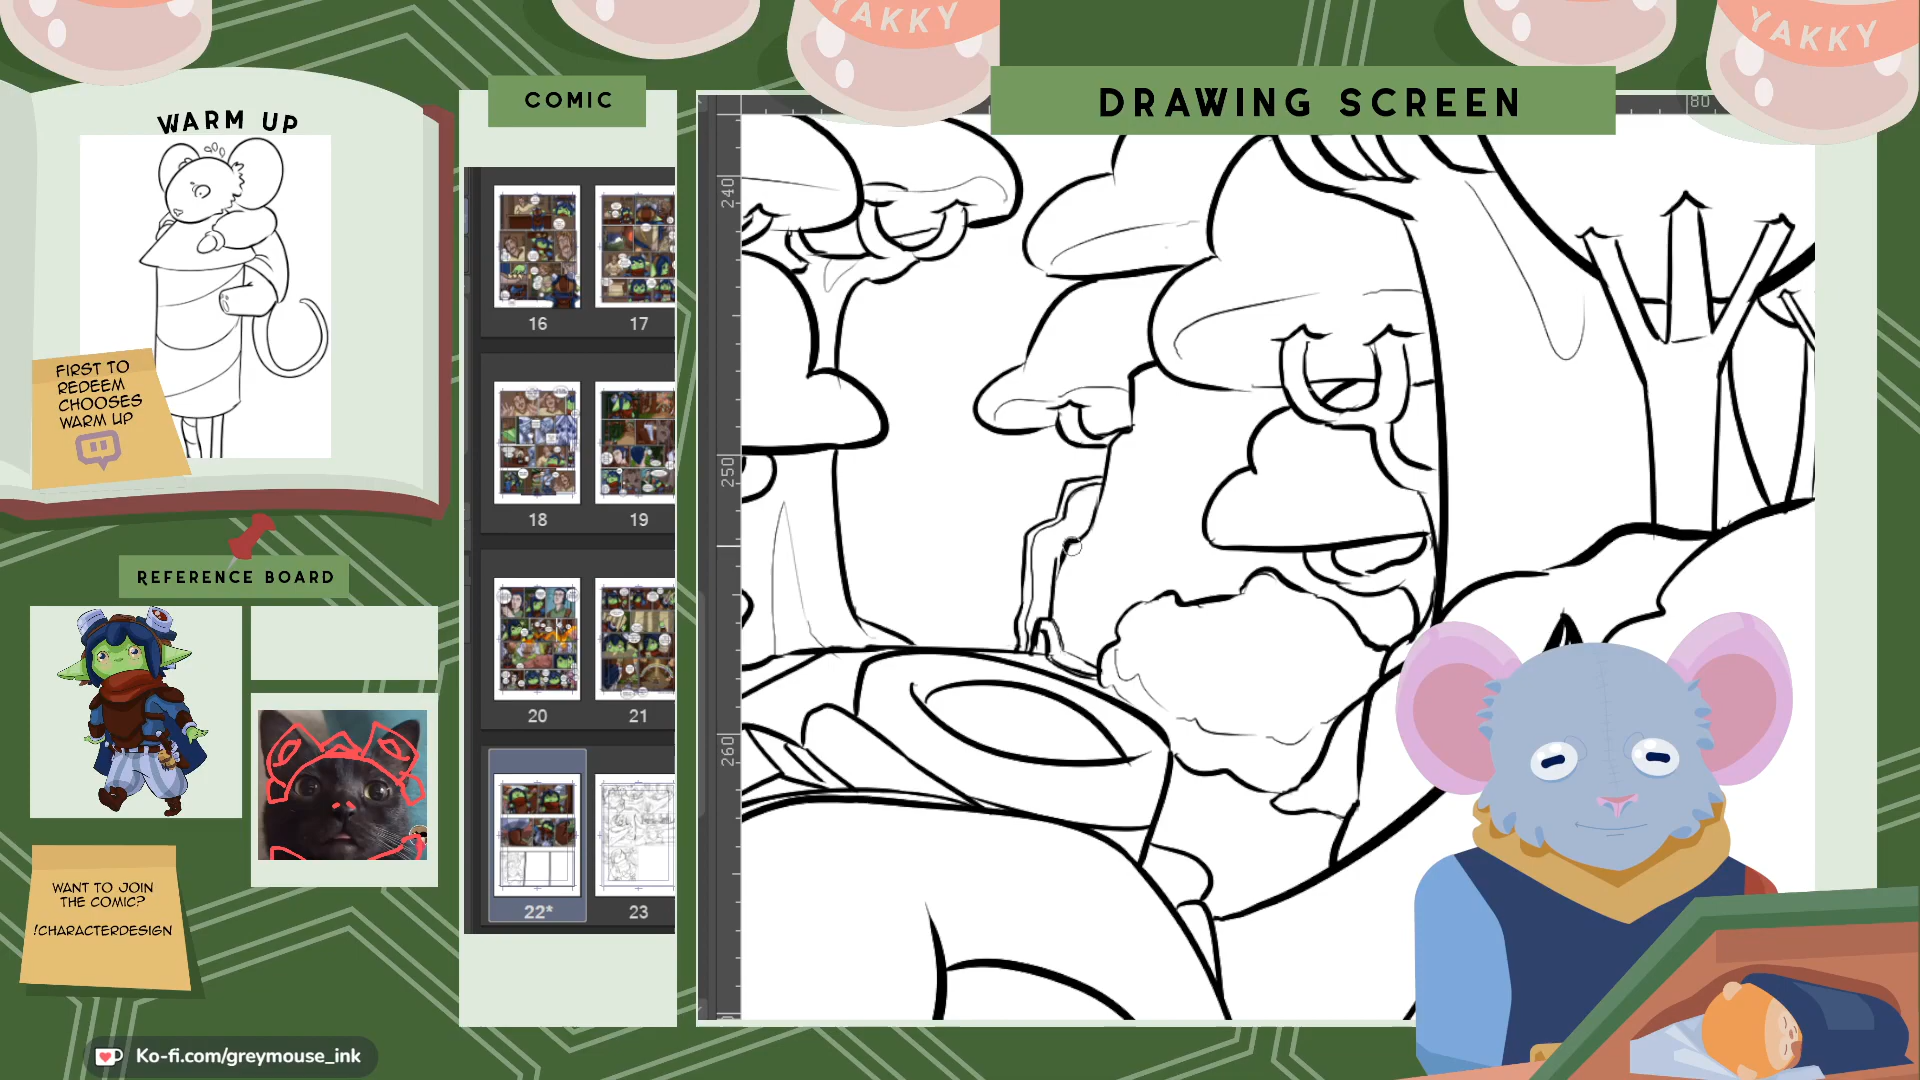 YAKKY
YAKKY
WARM UP
COMIC
DRAWING SCREEN
80
240
250
260
16
17
18
19
20
21
22*
23
FIRST TO
REDEEM
CHOOSES
WARM UP
REFERENCE BOARD
WANT TO JOIN
THE COMIC?
!CHARACTERDESIGN
Ko-fi.com/greymouse_ink